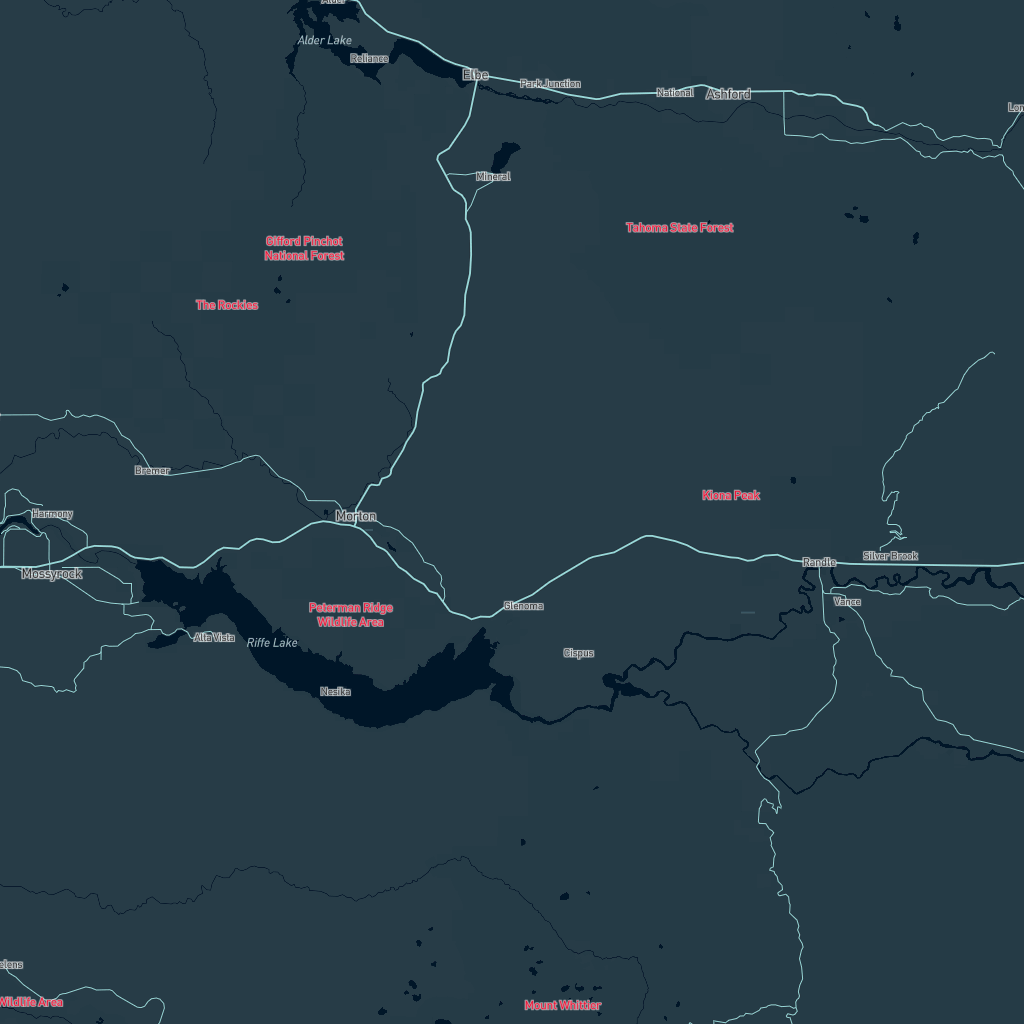 Alder
Alder Lake
Reliance
Elbe
Park Junction
National
Ashford
Lon
Mineral
Tahoma State Forest
Gifford Pinchot
National Forest
The Rockies
Bremer
Kiona Peak
Harmony
Morton
Mossyrock
Silver Brook
Randle
Vance
Glenoma
Peterman Ridge
Wildlife Area
Alta Vista
Riffe Lake
Cispus
Nesika
elens
Wildlife Area
Mount Whittier